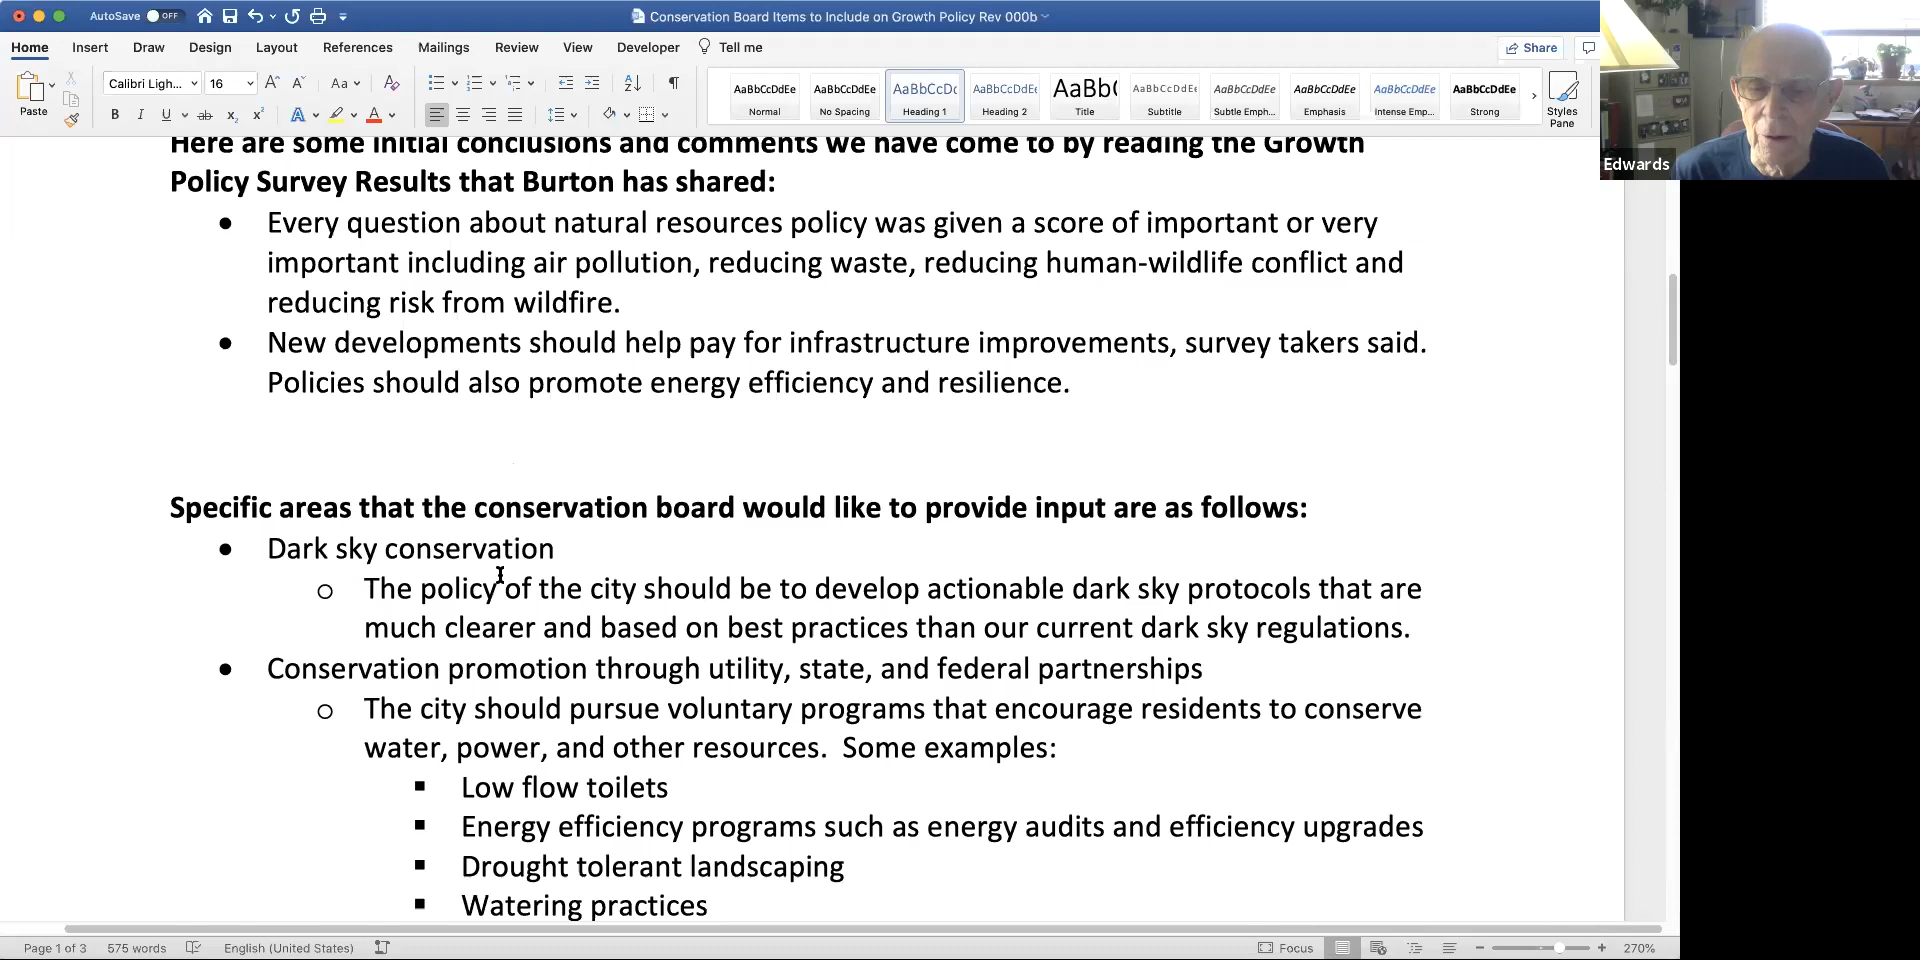 AutoSave OFF
Conservation Board Items to Include on Growth Policy Rev 000b
Home Insert Draw Design Layout References Mailings Review View Developer Tell me Share
Paste
Calibri Ligh... 16
B I U ab x2 x2 A A
AaBbCcDdEe AaBbCcDdEe AaBbCcDc AaBbCcDdEe AaBb( AaBbCcDdEe AaBbCcDdEe AaBbCcDdEe AaBbCcDdEe AaBbCcDdEe
Normal No Spacing Heading 1 Heading 2 Title Subtitle Subtle Emph... Emphasis Intense Emp... Strong
Styles
Pane
Edwards
Here are some initial conclusions and comments we have come to by reading the Growth
Policy Survey Results that Burton has shared:
• Every question about natural resources policy was given a score of important or very
important including air pollution, reducing waste, reducing human-wildlife conflict and
reducing risk from wildfire.
• New developments should help pay for infrastructure improvements, survey takers said.
Policies should also promote energy efficiency and resilience.
Specific areas that the conservation board would like to provide input are as follows:
• Dark sky conservation
o The policy of the city should be to develop actionable dark sky protocols that are
much clearer and based on best practices than our current dark sky regulations.
• Conservation promotion through utility, state, and federal partnerships
o The city should pursue voluntary programs that encourage residents to conserve
water, power, and other resources. Some examples:
▪ Low flow toilets
▪ Energy efficiency programs such as energy audits and efficiency upgrades
▪ Drought tolerant landscaping
▪ Watering practices
Page 1 of 3 575 words English (United States) Focus 270%